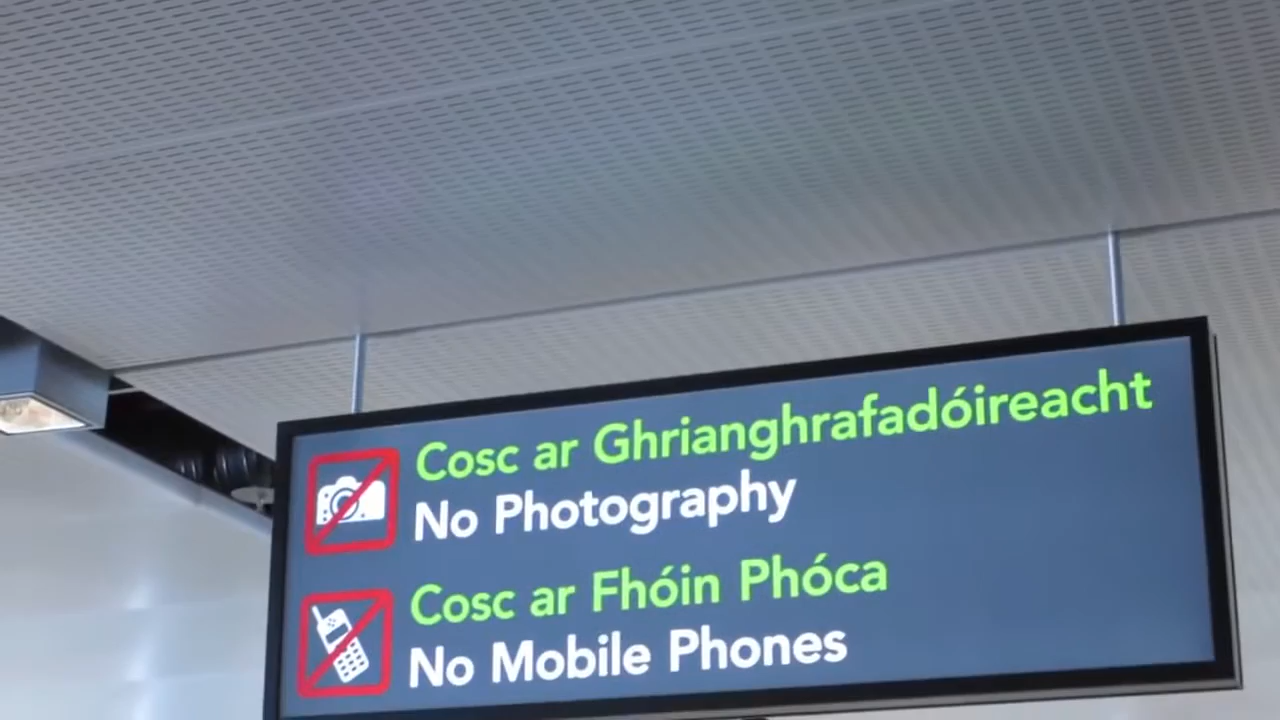 Cosc ar Ghrianghrafadóireacht
No Photography
Cosc ar Fhóin Phóca
No Mobile Phones